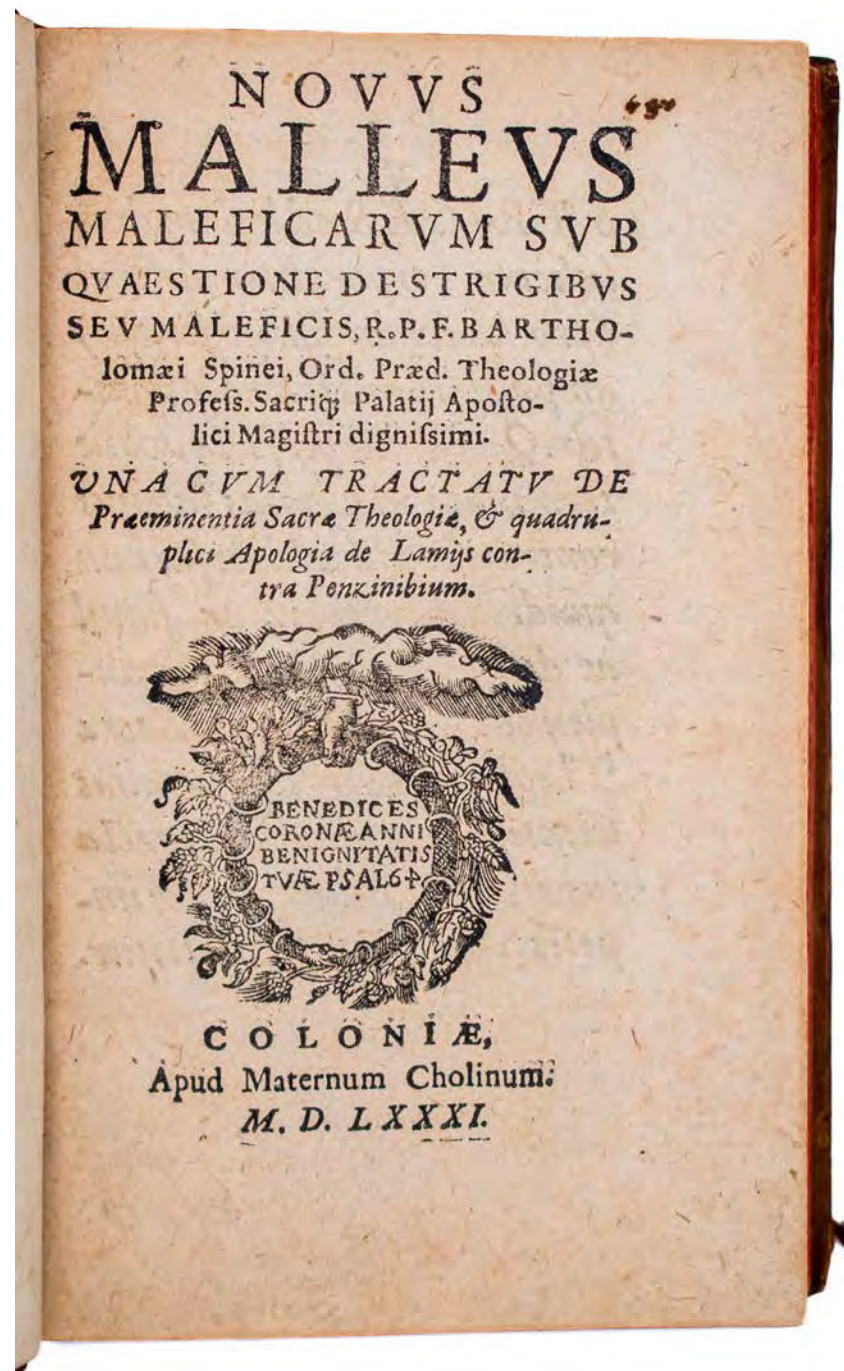 NOVVS
MALLEVS
MALEFICARVM SVB
QVAESTIONE DE STRIGIBVS
SEV MALEFICIS, R.P.F. BARTHO-
lomæi Spinei, Ord. Præd. Theologiæ
Profeſs. Sacriq́; Palatij Apoſto-
lici Magiſtri digniſsimi.
VNA CVM TRACTATV DE
Præeminentia Sacræ Theologiæ, & quadru-
plici Apologia de Lamijs con-
tra Penzinibium.
BENEDICES
CORONÆ ANNI
BENIGNITATIS
TVÆ PSAL64
COLONIÆ,
Apud Maternum Cholinum.
M. D. LXXXI.